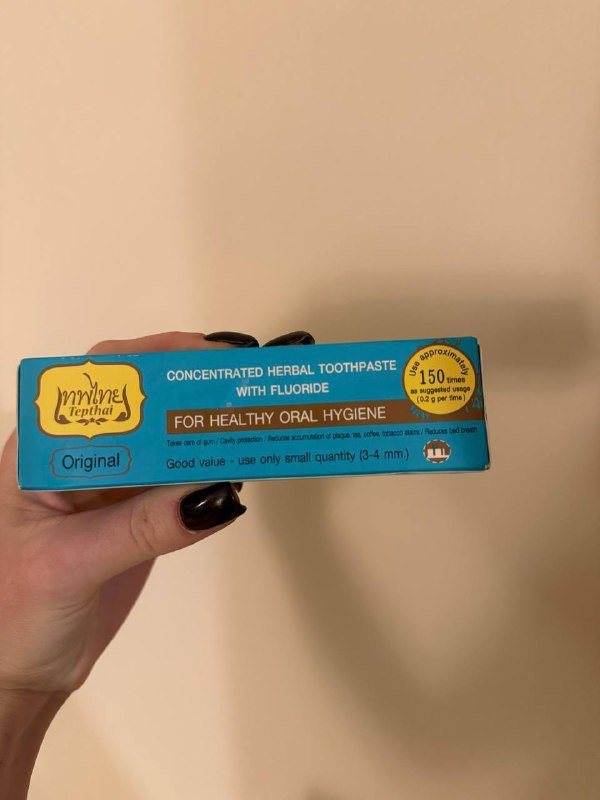 เทพไทย
Tepthai
Original
CONCENTRATED HERBAL TOOTHPASTE
WITH FLUORIDE
FOR HEALTHY ORAL HYGIENE
Takes care of gum / Cavity protection / Reduces accumulation of plaque, tea, coffee, tobacco stains / Reduces bad breath
Good value - use only small quantity (3-4 mm.)
Use approximately
150 times
as suggested usage
(0.2 g per time)